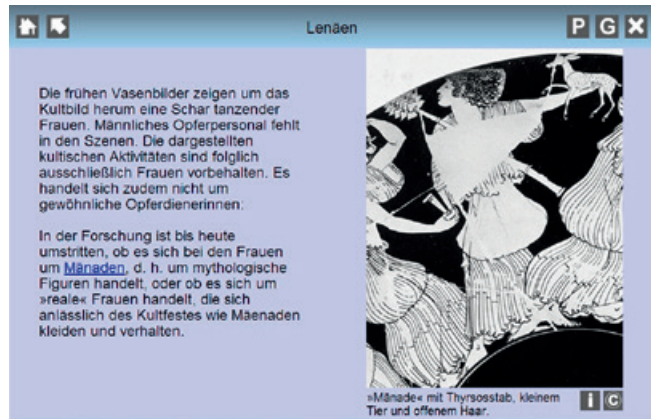 Lenäen
P G X
Die frühen Vasenbilder zeigen um das
Kultbild herum eine Schar tanzender
Frauen. Männliches Opferpersonal fehlt
in den Szenen. Die dargestellten
kultischen Aktivitäten sind folglich
ausschließlich Frauen vorbehalten. Es
handelt sich zudem nicht um
gewöhnliche Opferdienerinnen:
In der Forschung ist bis heute
umstritten, ob es sich bei den Frauen
um Mänaden, d. h. um mythologische
Figuren handelt, oder ob es sich um
»reale« Frauen handelt, die sich
anlässlich des Kultfestes wie Mäenaden
kleiden und verhalten.
»Mänade« mit Thyrsosstab, kleinem
Tier und offenem Haar.
i C